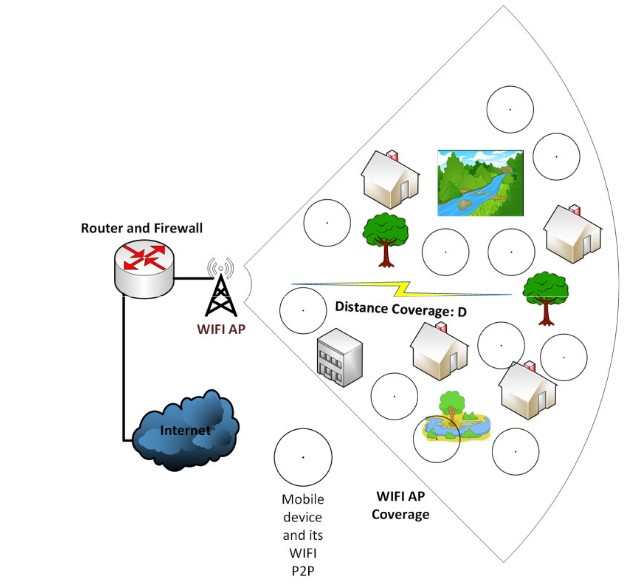 Router and Firewall
WIFI AP
Distance Coverage: D
Internet
Mobile
device
and its
WIFI
P2P
WIFI AP
Coverage